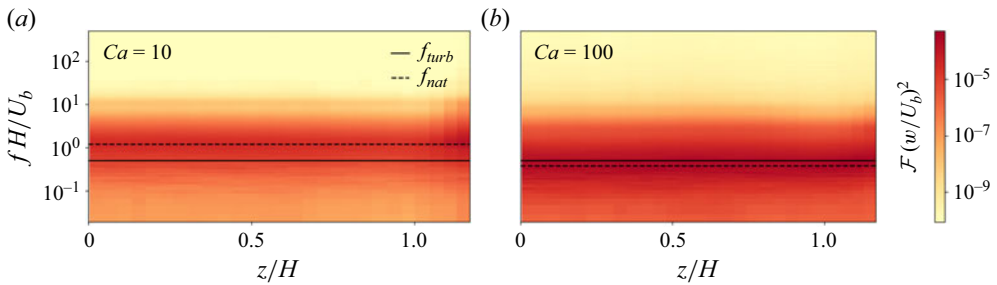 (a)
Ca = 10
f_turb
f_nat
f H/U_b
10^2
10^1
10^0
10^−1
0
0.5
1.0
z/H
(b)
Ca = 100
0
0.5
1.0
z/H
10^−5
10^−7
10^−9
ℱ (w/U_b)^2